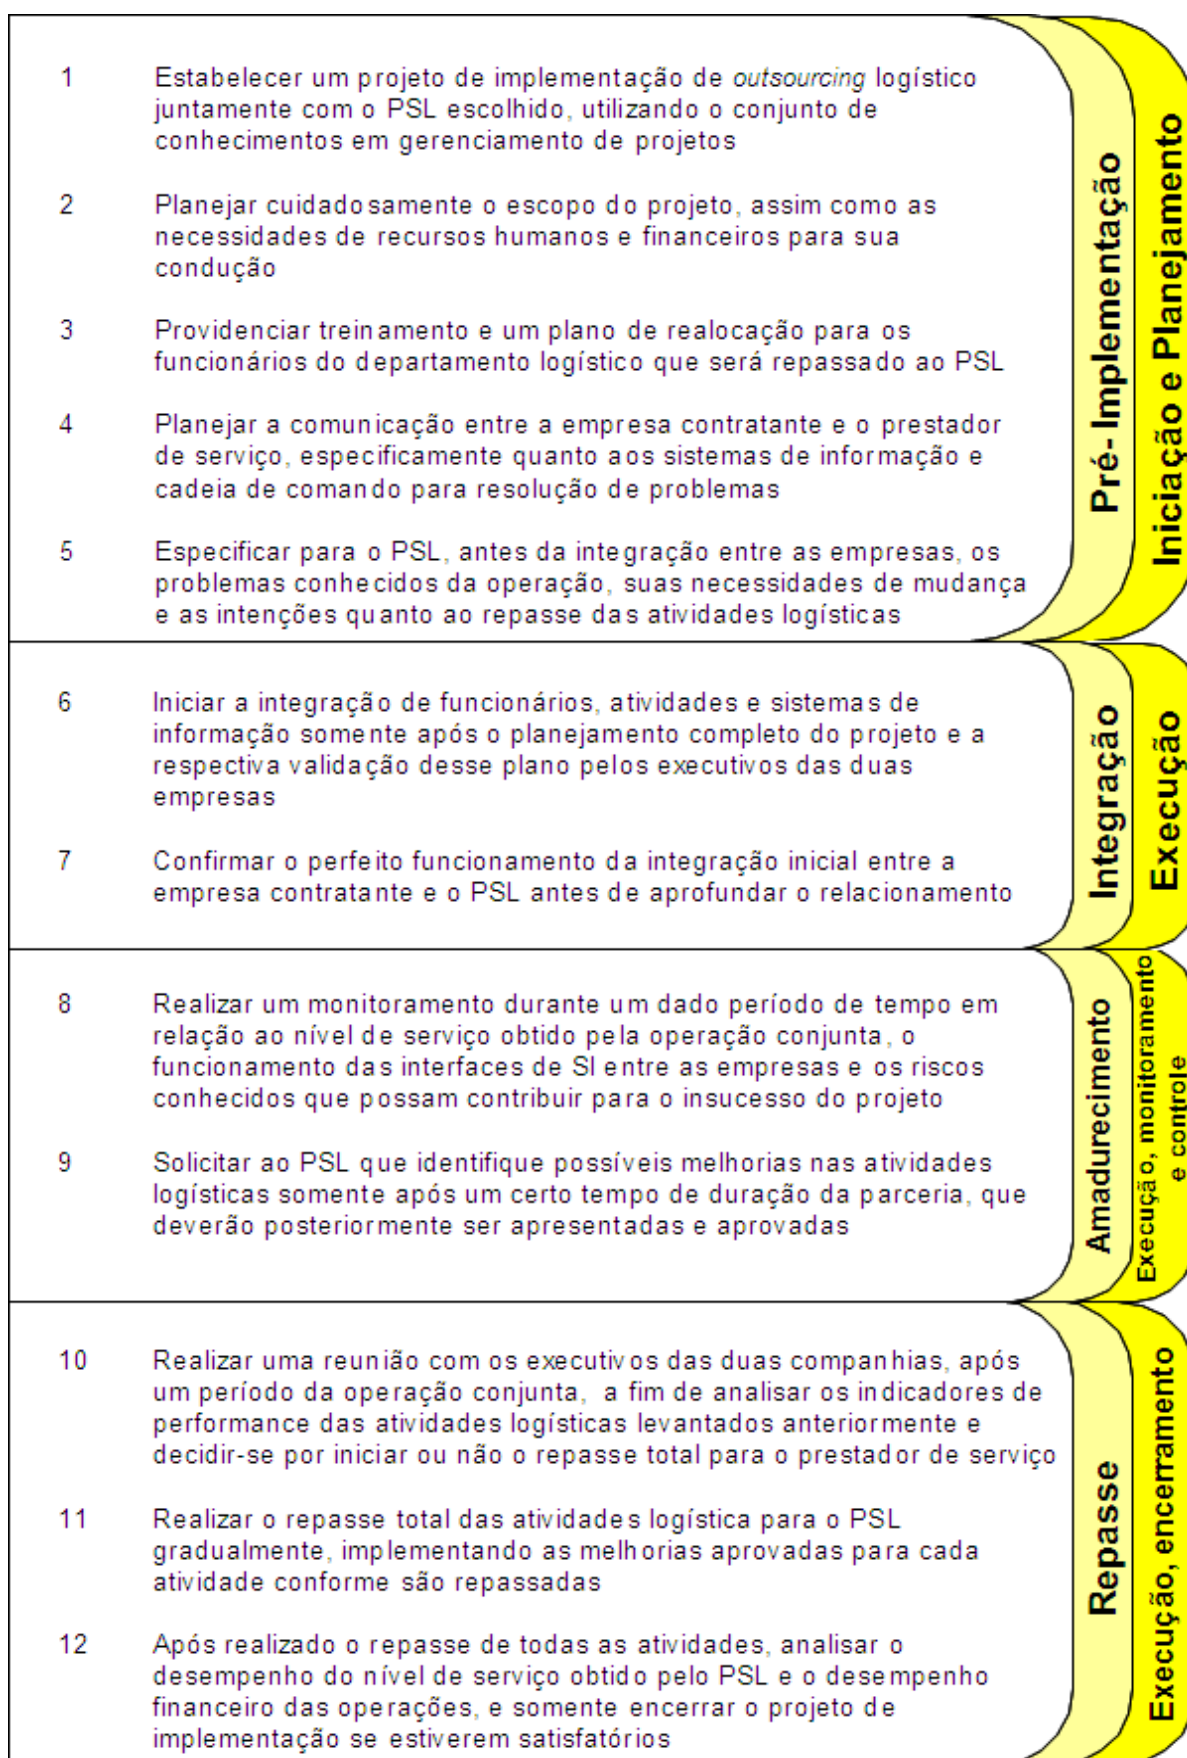 1 Estabelecer um projeto de implementação de outsourcing logístico
juntamente com o PSL escolhido, utilizando o conjunto de
conhecimentos em gerenciamento de projetos
2 Planejar cuidadosamente o escopo do projeto, assim como as
necessidades de recursos humanos e financeiros para sua
condução
3 Providenciar treinamento e um plano de realocação para os
funcionários do departamento logístico que será repassado ao PSL
4 Planejar a comunicação entre a empresa contratante e o prestador
de serviço, especificamente quanto aos sistemas de informação e
cadeia de comando para resolução de problemas
5 Especificar para o PSL, antes da integração entre as empresas, os
problemas conhecidos da operação, suas necessidades de mudança
e as intenções quanto ao repasse das atividades logísticas
Pré-Implementação
Iniciação e Planejamento
6 Iniciar a integração de funcionários, atividades e sistemas de
informação somente após o planejamento completo do projeto e a
respectiva validação desse plano pelos executivos das duas
empresas
7 Confirmar o perfeito funcionamento da integração inicial entre a
empresa contratante e o PSL antes de aprofundar o relacionamento
Integração
Execução
8 Realizar um monitoramento durante um dado período de tempo em
relação ao nível de serviço obtido pela operação conjunta, o
funcionamento das interfaces de SI entre as empresas e os riscos
conhecidos que possam contribuir para o insucesso do projeto
9 Solicitar ao PSL que identifique possíveis melhorias nas atividades
logísticas somente após um certo tempo de duração da parceria, que
deverão posteriormente ser apresentadas e aprovadas
Amadurecimento
Execução, monitoramento
e controle
10 Realizar uma reunião com os executivos das duas companhias, após
um período da operação conjunta, a fim de analisar os indicadores de
performance das atividades logísticas levantados anteriormente e
decidir-se por iniciar ou não o repasse total para o prestador de serviço
11 Realizar o repasse total das atividades logística para o PSL
gradualmente, implementando as melhorias aprovadas para cada
atividade conforme são repassadas
12 Após realizado o repasse de todas as atividades, analisar o
desempenho do nível de serviço obtido pelo PSL e o desempenho
financeiro das operações, e somente encerrar o projeto de
implementação se estiverem satisfatórios
Repasse
Execução, encerramento